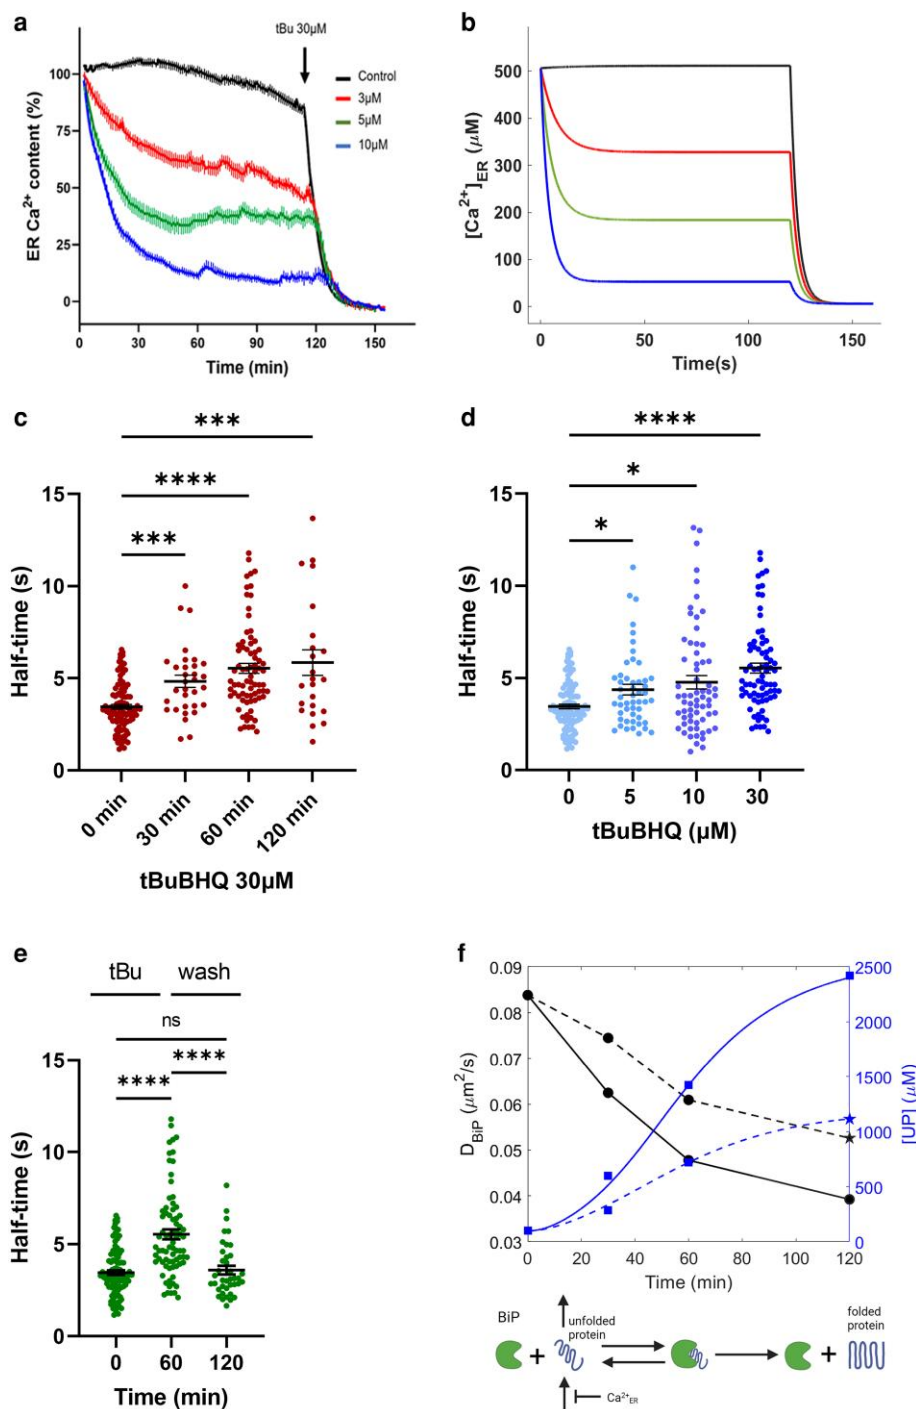 a
tBu 30µM
ER Ca²⁺ content (%)
100
75
50
25
0
Control
3µM
5µM
10µM
0 30 60 90 120 150
Time (min)
b
[Ca²⁺]ER (µM)
500
400
300
200
100
0
0 50 100 150
Time(s)
c
***
****
***
Half-time (s)
15
10
5
0
0 min 30 min 60 min 120 min
tBuBHQ 30µM
d
****
*
*
Half-time (s)
15
10
5
0
0 5 10 30
tBuBHQ (µM)
e
tBu wash
ns
****
****
Half-time (s)
15
10
5
0
0 60 120
Time (min)
f
DBiP (µm²/s)
0.09
0.08
0.07
0.06
0.05
0.04
0.03
[UP] (µM)
2500
2000
1500
1000
500
0
0 20 40 60 80 100 120
Time (min)
BiP
unfolded
protein
folded
protein
+
+
Ca²⁺ER